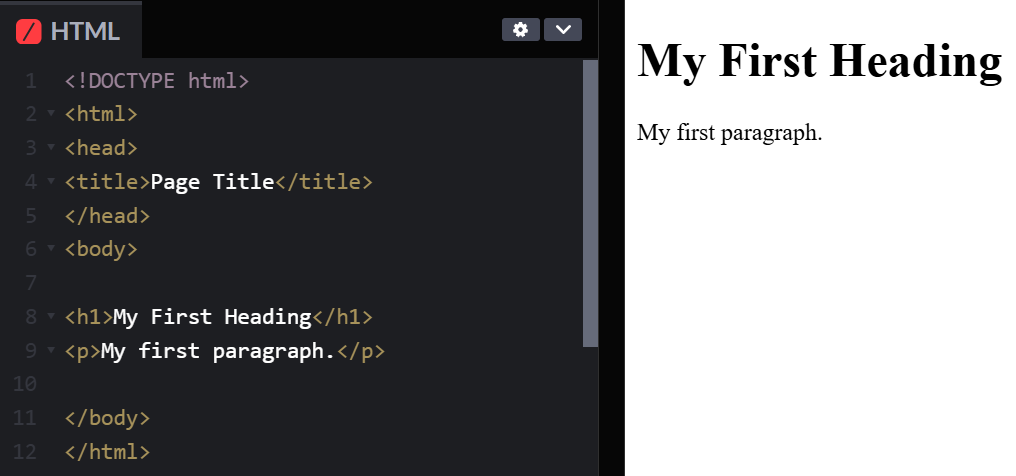 HTML
1 <!DOCTYPE html>
2 <html>
3 <head>
4 <title>Page Title</title>
5 </head>
6 <body>
7
8 <h1>My First Heading</h1>
9 <p>My first paragraph.</p>
10
11 </body>
12 </html>
My First Heading
My first paragraph.